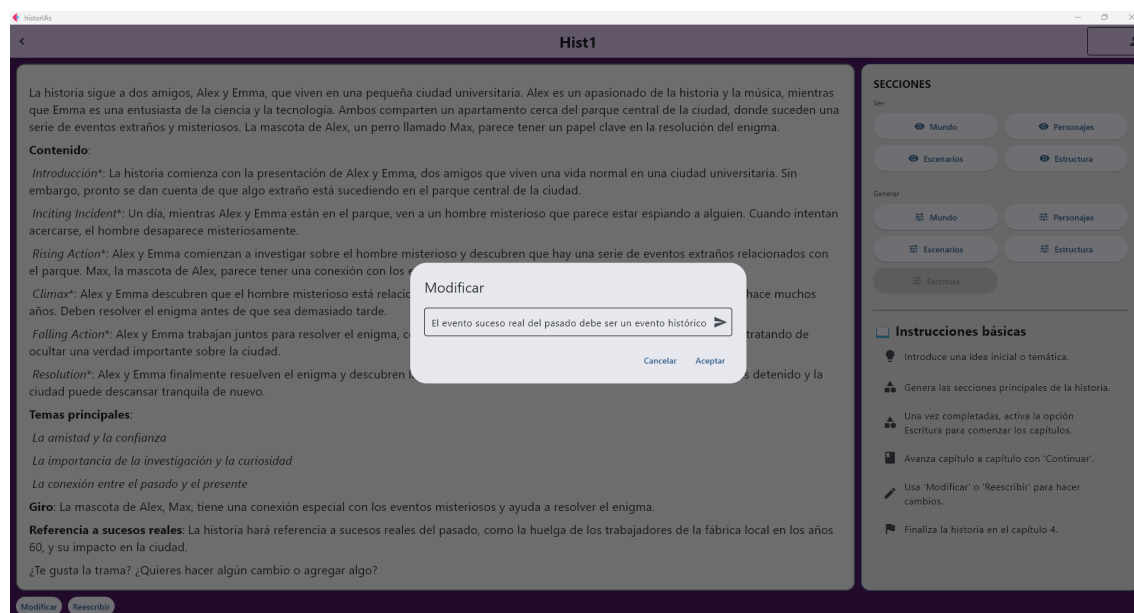 historIAs
Hist1
La historia sigue a dos amigos, Alex y Emma, que viven en una pequeña ciudad universitaria. Alex es un apasionado de la historia y la música, mientras
que Emma es una entusiasta de la ciencia y la tecnología. Ambos comparten un apartamento cerca del parque central de la ciudad, donde suceden una
serie de eventos extraños y misteriosos. La mascota de Alex, un perro llamado Max, parece tener un papel clave en la resolución del enigma.
Contenido:
Introducción*: La historia comienza con la presentación de Alex y Emma, dos amigos que viven una vida normal en una ciudad universitaria. Sin
embargo, pronto se dan cuenta de que algo extraño está sucediendo en el parque central de la ciudad.
Inciting Incident*: Un día, mientras Alex y Emma están en el parque, ven a un hombre misterioso que parece estar espiando a alguien. Cuando intentan
acercarse, el hombre desaparece misteriosamente.
Rising Action*: Alex y Emma comienzan a investigar sobre el hombre misterioso y descubren que hay una serie de eventos extraños relacionados con
el parque. Max, la mascota de Alex, parece tener una conexión con los
Climax*: Alex y Emma descubren que el hombre misterioso está hace muchos
años. Deben resolver el enigma antes de que sea demasiado tarde.
Falling Action*: Alex y Emma trabajan juntos para resolver el enigma, tratando de
ocultar una verdad importante sobre la ciudad.
Resolution*: Alex y Emma finalmente resuelven el enigma y descubren detenido y la
ciudad puede descansar tranquila de nuevo.
Temas principales:
La amistad y la confianza
La importancia de la investigación y la curiosidad
La conexión entre el pasado y el presente
Giro: La mascota de Alex, Max, tiene una conexión especial con los eventos misteriosos y ayuda a resolver el enigma.
Referencia a sucesos reales: La historia hará referencia a sucesos reales del pasado, como la huelga de los trabajadores de la fábrica local en los años
60, y su impacto en la ciudad.
¿Te gusta la trama? ¿Quieres hacer algún cambio o agregar algo?
Modificar
El evento suceso real del pasado debe ser un evento histórico
Cancelar Aceptar
SECCIONES
Ver
Mundo Personajes
Escenarios Estructura
Generar
Mundo Personajes
Escenarios Estructura
Escritura
Instrucciones básicas
Introduce una idea inicial o temática.
Genera las secciones principales de la historia.
Una vez completadas, activa la opción
Escritura para comenzar los capítulos.
Avanza capítulo a capítulo con 'Continuar'.
Usa 'Modificar' o 'Reescribir' para hacer
cambios.
Finaliza la historia en el capítulo 4.
Modificar Reescribir